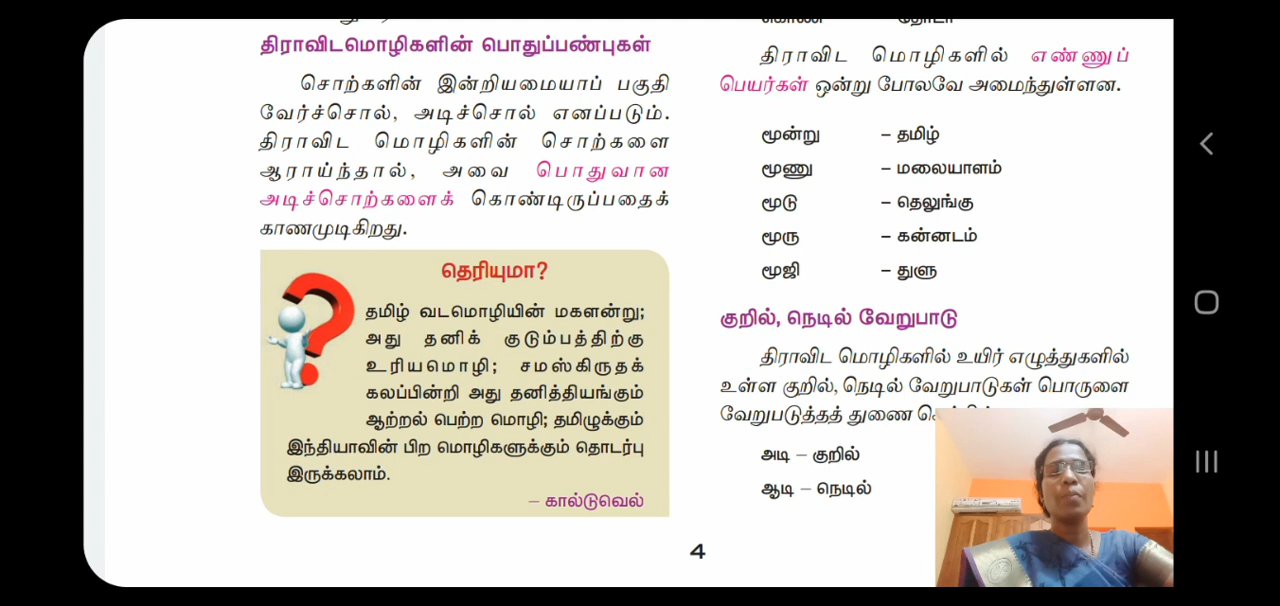 திராவிடமொழிகளின் பொதுப்பண்புகள்
சொற்களின் இன்றியமையாப் பகுதி
வேர்ச்சொல், அடிச்சொல் எனப்படும்.
திராவிட மொழிகளின் சொற்களை
ஆராய்ந்தால், அவை பொதுவான
அடிச்சொற்களைக் கொண்டிருப்பதைக்
காணமுடிகிறது.
தெரியுமா?
தமிழ் வடமொழியின் மகளன்று;
அது தனிக் குடும்பத்திற்கு
உரியமொழி; சமஸ்கிருதக்
கலப்பின்றி அது தனித்தியங்கும்
ஆற்றல் பெற்ற மொழி; தமிழுக்கும்
இந்தியாவின் பிற மொழிகளுக்கும் தொடர்பு
இருக்கலாம்.
– கால்டுவெல்
திராவிட மொழிகளில் எண்ணுப்
பெயர்கள் ஒன்று போலவே அமைந்துள்ளன.
மூன்று – தமிழ்
மூணு – மலையாளம்
மூடு – தெலுங்கு
மூரு – கன்னடம்
மூஜி – துளு
குறில், நெடில் வேறுபாடு
திராவிட மொழிகளில் உயிர் எழுத்துகளில்
உள்ள குறில், நெடில் வேறுபாடுகள் பொருளை
வேறுபடுத்தத் துணை
அடி – குறில்
ஆடி – நெடில்
4